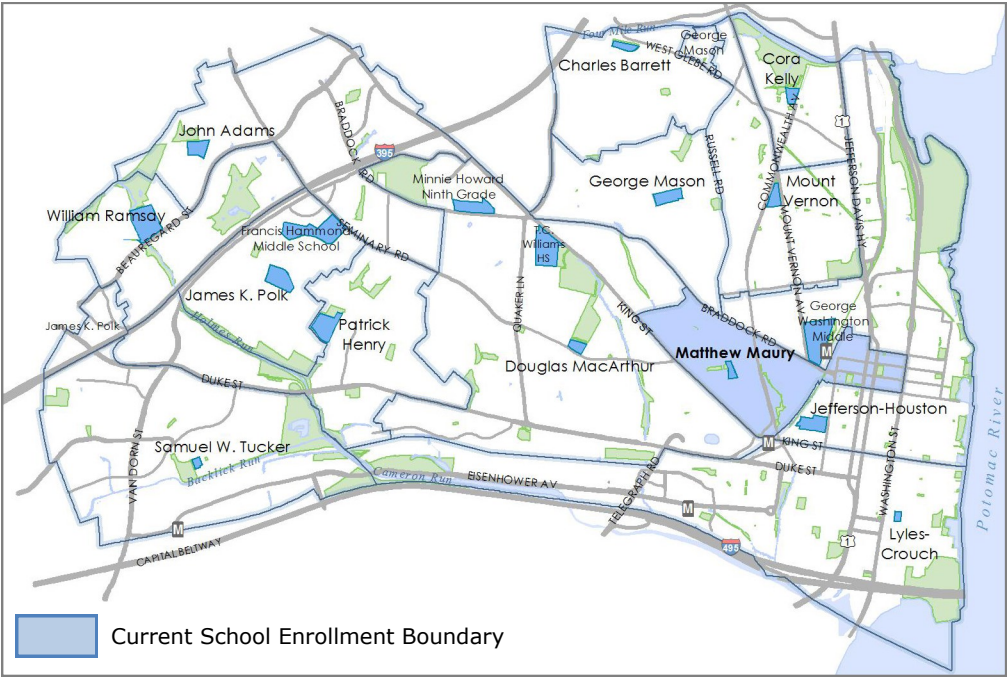 Four Mile Run
George
Mason
WEST GLEBE RD
Charles Barrett
Cora
Kelly
1
BRADDOCK RD
John Adams
395
COMMONWEALTH AV
JEFFERSON DAVIS HY
RUSSELL RD
Minnie Howard
Ninth Grade
George Mason
Mount
Vernon
William Ramsay
BEAUREGARD ST
Francis Hammond
Middle School
SEMINARY RD
T.C.
Williams
HS
MOUNT VERNON AV
James K. Polk
QUAKER LN
KING ST
BRADDOCK RD
George
Washington
Middle
M
James K. Polk
Holmes Run
Patrick
Henry
Douglas MacArthur
Matthew Maury
DUKE ST
Jefferson-Houston
M
KING ST
Potomac River
VAN DORN ST
Samuel W. Tucker
Backlick Run
Cameron Run
EISENHOWER AV
TELEGRAPH RD
DUKE ST
WASHINGTON ST
M
M
CAPITAL BELTWAY
495
1
Lyles-
Crouch
Current School Enrollment Boundary